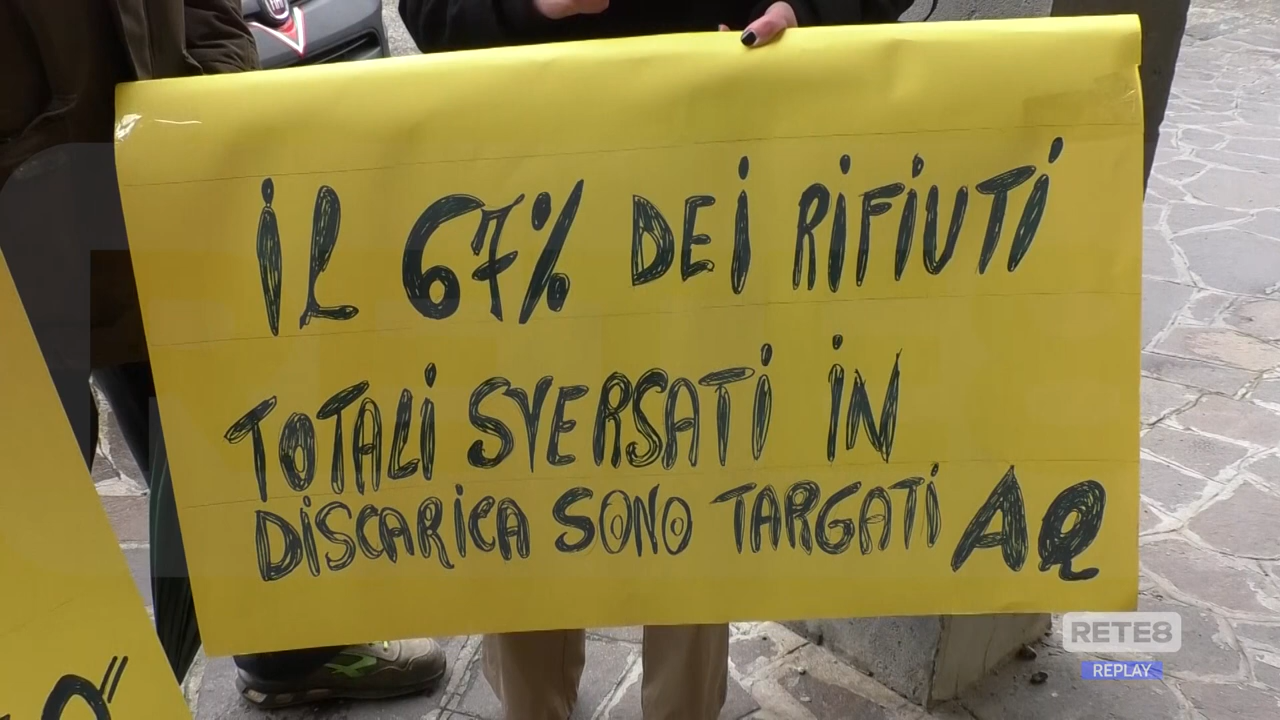 iL 67% DEi RiFiUTi
TOTALi SVERSATi iN
DiSCARiCA SONO TARGATi AQ
O"
RETE8
REPLAY